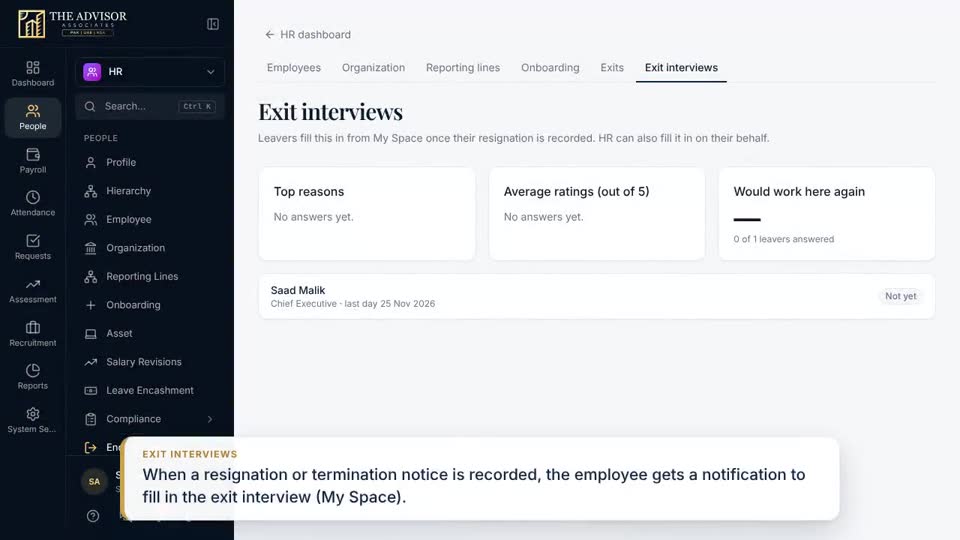 THE ADVISOR
ASSOCIATES
HR
Search...
Ctrl K
Dashboard
People
Payroll
Attendance
Requests
Assessment
Recruitment
Reports
System Se...
PEOPLE
Profile
Hierarchy
Employee
Organization
Reporting Lines
Onboarding
Asset
Salary Revisions
Leave Encashment
Compliance
SA
← HR dashboard
Employees
Organization
Reporting lines
Onboarding
Exits
Exit interviews
Exit interviews
Leavers fill this in from My Space once their resignation is recorded. HR can also fill it in on their behalf.
Top reasons
No answers yet.
Average ratings (out of 5)
No answers yet.
Would work here again
—
0 of 1 leavers answered
Saad Malik
Chief Executive · last day 25 Nov 2026
Not yet
EXIT INTERVIEWS
When a resignation or termination notice is recorded, the employee gets a notification to
fill in the exit interview (My Space).